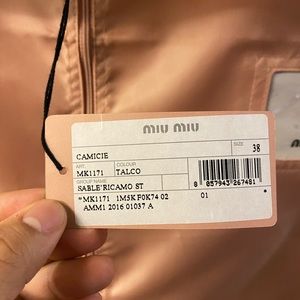 miu miu
CAMICIE
SIZE
38
ART.
COLOUR
MK1171
TALCO
GROUP NAME
SABLE'RICAMO ST
8 057943 267481
*MK1171 1M5K F0K74 02
01
AMM1 2016 01037 A
miu